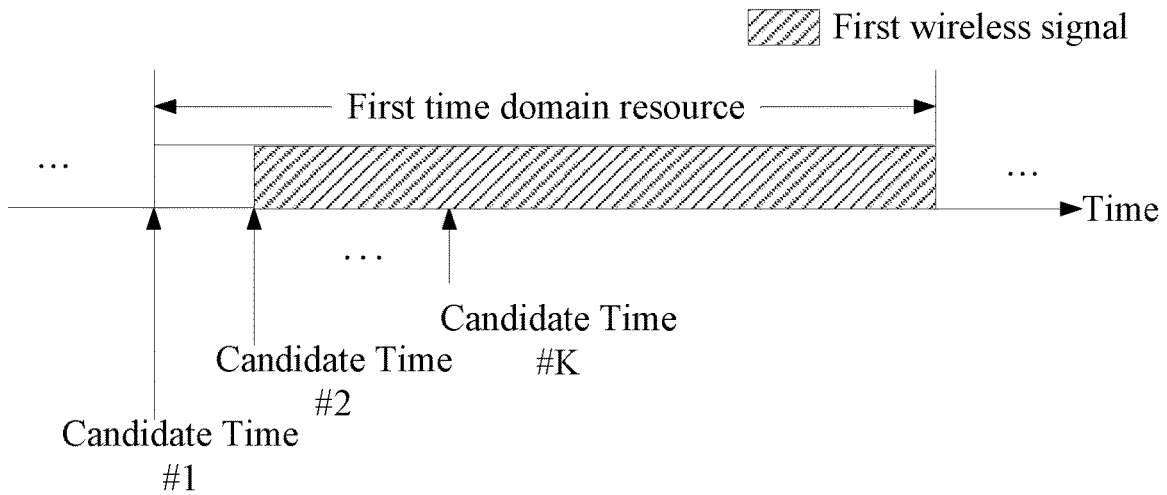 First wireless signal
First time domain resource
…
…
Time
…
Candidate Time
#K
Candidate Time
#2
Candidate Time
#1